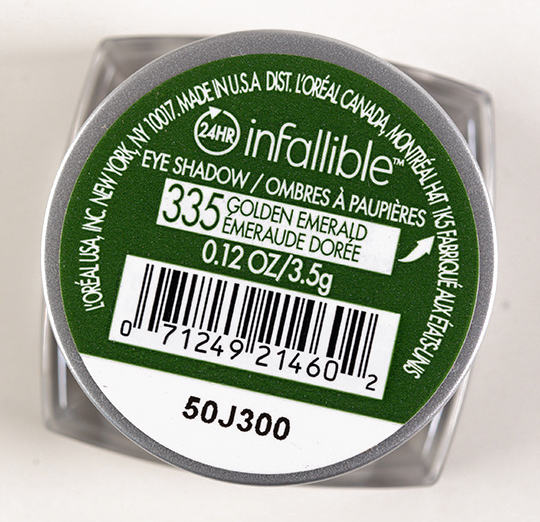 L'ORÉAL USA, INC. NEW YORK, NY 10017. MADE IN U.S.A DIST. L'ORÉAL CANADA, MONTRÉAL H4T 1K5 FABRIQUÉ AUX ÉTATS-UNIS
24HR infallible™
EYE SHADOW / OMBRES À PAUPIÈRES
335 GOLDEN EMERALD
ÉMERAUDE DORÉE
0.12 OZ/3.5g
0 71249 21460 2
50J300